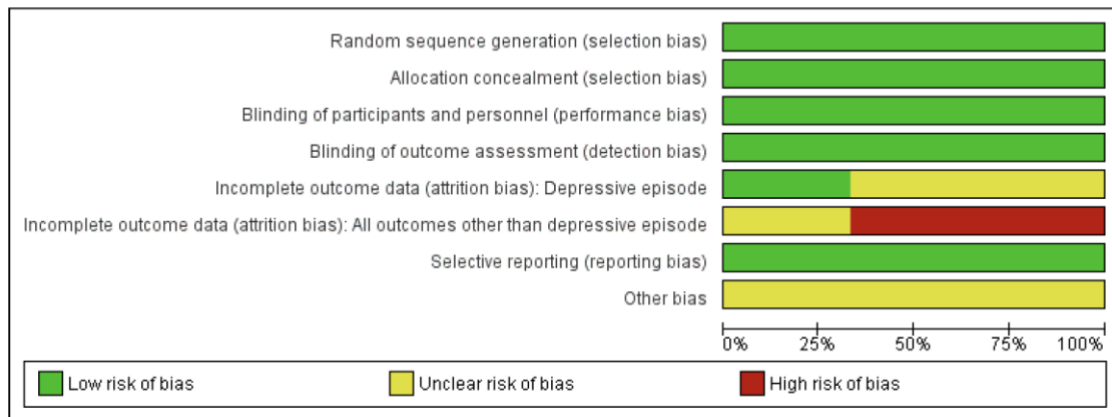 Random sequence generation (selection bias)
Allocation concealment (selection bias)
Blinding of participants and personnel (performance bias)
Blinding of outcome assessment (detection bias)
Incomplete outcome data (attrition bias): Depressive episode
Incomplete outcome data (attrition bias): All outcomes other than depressive episode
Selective reporting (reporting bias)
Other bias
0% 25% 50% 75% 100%
Low risk of bias Unclear risk of bias High risk of bias